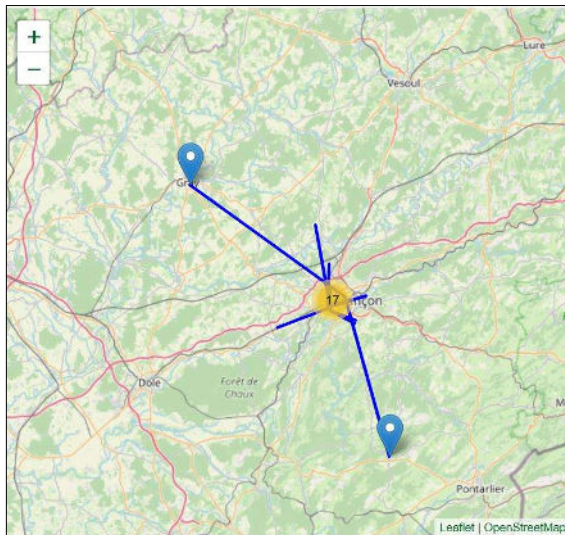 +
−
Lure
Vesoul
Gray
17
nçon
Dole
Forêt de
Chaux
M
Pontarlier
Leaflet | OpenStreetMap